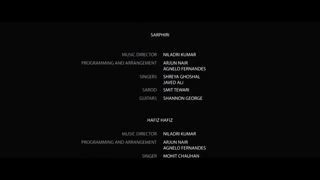 SARPHIRI
MUSIC DIRECTOR NILADRI KUMAR
PROGRAMMING AND ARRANGEMENT ARJUN NAIR
AGNELO FERNANDES
SINGERS SHREYA GHOSHAL
JAVED ALI
SAROD SMIT TEWARI
GUITARS SHANNON GEORGE
HAFIZ HAFIZ
MUSIC DIRECTOR NILADRI KUMAR
PROGRAMMING AND ARRANGEMENT ARJUN NAIR
AGNELO FERNANDES
SINGER MOHIT CHAUHAN